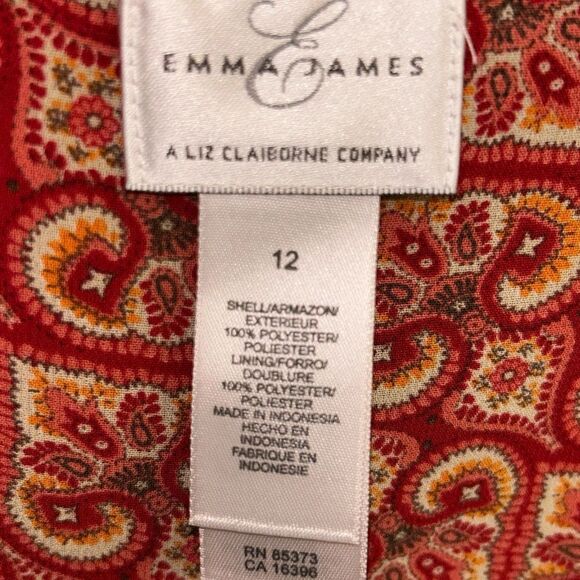 EMMA JAMES
A LIZ CLAIBORNE COMPANY
12
SHELL/ARMAZON/
EXTERIEUR
100% POLYESTER/
POLIESTER
LINING/FORRO/
DOUBLURE
100% POLYESTER/
POLIESTER
MADE IN INDONESIA
HECHO EN
INDONESIA
FABRIQUE EN
INDONESIE
RN 85373
CA 16396